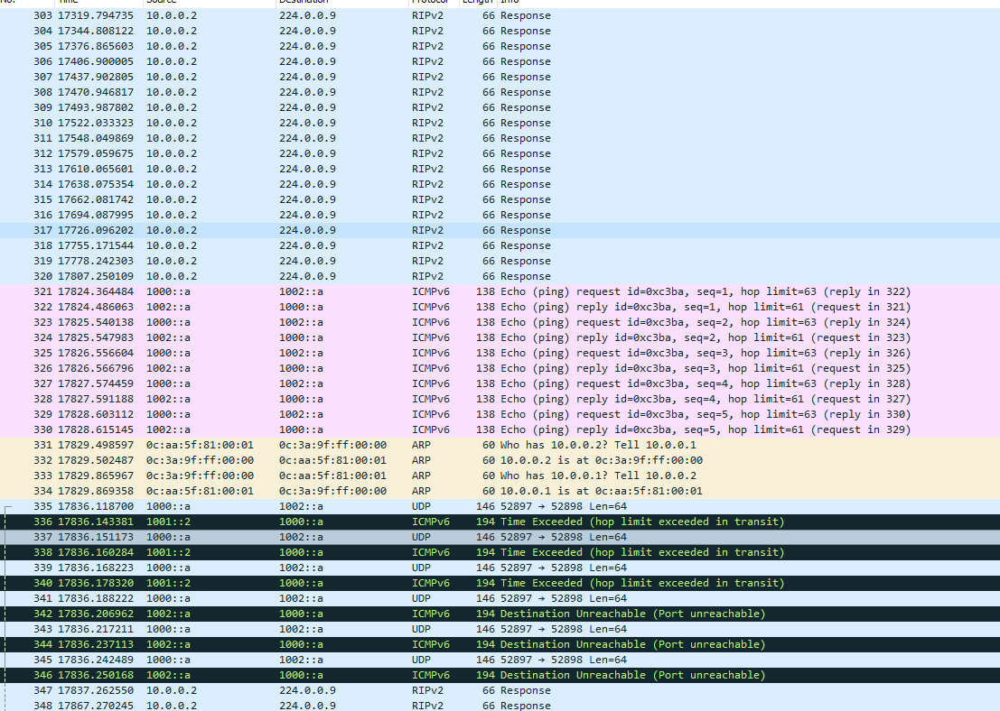 No. Time Source Destination Protocol Length Info
303 17319.794735 10.0.0.2 224.0.0.9 RIPv2 66 Response
304 17344.808122 10.0.0.2 224.0.0.9 RIPv2 66 Response
305 17376.865603 10.0.0.2 224.0.0.9 RIPv2 66 Response
306 17406.900005 10.0.0.2 224.0.0.9 RIPv2 66 Response
307 17437.902805 10.0.0.2 224.0.0.9 RIPv2 66 Response
308 17470.946817 10.0.0.2 224.0.0.9 RIPv2 66 Response
309 17493.987802 10.0.0.2 224.0.0.9 RIPv2 66 Response
310 17522.033323 10.0.0.2 224.0.0.9 RIPv2 66 Response
311 17548.049869 10.0.0.2 224.0.0.9 RIPv2 66 Response
312 17579.059675 10.0.0.2 224.0.0.9 RIPv2 66 Response
313 17610.065601 10.0.0.2 224.0.0.9 RIPv2 66 Response
314 17638.075354 10.0.0.2 224.0.0.9 RIPv2 66 Response
315 17662.081742 10.0.0.2 224.0.0.9 RIPv2 66 Response
316 17694.087995 10.0.0.2 224.0.0.9 RIPv2 66 Response
317 17726.096202 10.0.0.2 224.0.0.9 RIPv2 66 Response
318 17755.171544 10.0.0.2 224.0.0.9 RIPv2 66 Response
319 17778.242303 10.0.0.2 224.0.0.9 RIPv2 66 Response
320 17807.250109 10.0.0.2 224.0.0.9 RIPv2 66 Response
321 17824.364484 1000::a 1002::a ICMPv6 138 Echo (ping) request id=0xc3ba, seq=1, hop limit=63 (reply in 322)
322 17824.486063 1002::a 1000::a ICMPv6 138 Echo (ping) reply id=0xc3ba, seq=1, hop limit=61 (request in 321)
323 17825.540138 1000::a 1002::a ICMPv6 138 Echo (ping) request id=0xc3ba, seq=2, hop limit=63 (reply in 324)
324 17825.547983 1002::a 1000::a ICMPv6 138 Echo (ping) reply id=0xc3ba, seq=2, hop limit=61 (request in 323)
325 17826.556604 1000::a 1002::a ICMPv6 138 Echo (ping) request id=0xc3ba, seq=3, hop limit=63 (reply in 326)
326 17826.566796 1002::a 1000::a ICMPv6 138 Echo (ping) reply id=0xc3ba, seq=3, hop limit=61 (request in 325)
327 17827.574459 1000::a 1002::a ICMPv6 138 Echo (ping) request id=0xc3ba, seq=4, hop limit=63 (reply in 328)
328 17827.591188 1002::a 1000::a ICMPv6 138 Echo (ping) reply id=0xc3ba, seq=4, hop limit=61 (request in 327)
329 17828.603112 1000::a 1002::a ICMPv6 138 Echo (ping) request id=0xc3ba, seq=5, hop limit=63 (reply in 330)
330 17828.615145 1002::a 1000::a ICMPv6 138 Echo (ping) reply id=0xc3ba, seq=5, hop limit=61 (request in 329)
331 17829.498597 0c:aa:5f:81:00:01 0c:3a:9f:ff:00:00 ARP 60 Who has 10.0.0.2? Tell 10.0.0.1
332 17829.502487 0c:3a:9f:ff:00:00 0c:aa:5f:81:00:01 ARP 60 10.0.0.2 is at 0c:3a:9f:ff:00:00
333 17829.865967 0c:3a:9f:ff:00:00 0c:aa:5f:81:00:01 ARP 60 Who has 10.0.0.1? Tell 10.0.0.2
334 17829.869358 0c:aa:5f:81:00:01 0c:3a:9f:ff:00:00 ARP 60 10.0.0.1 is at 0c:aa:5f:81:00:01
335 17836.118700 1000::a 1002::a UDP 146 52897 → 52898 Len=64
336 17836.143381 1001::2 1000::a ICMPv6 194 Time Exceeded (hop limit exceeded in transit)
337 17836.151173 1000::a 1002::a UDP 146 52897 → 52898 Len=64
338 17836.160284 1001::2 1000::a ICMPv6 194 Time Exceeded (hop limit exceeded in transit)
339 17836.168223 1000::a 1002::a UDP 146 52897 → 52898 Len=64
340 17836.178320 1001::2 1000::a ICMPv6 194 Time Exceeded (hop limit exceeded in transit)
341 17836.188222 1000::a 1002::a UDP 146 52897 → 52898 Len=64
342 17836.206962 1002::a 1000::a ICMPv6 194 Destination Unreachable (Port unreachable)
343 17836.217211 1000::a 1002::a UDP 146 52897 → 52898 Len=64
344 17836.237113 1002::a 1000::a ICMPv6 194 Destination Unreachable (Port unreachable)
345 17836.242489 1000::a 1002::a UDP 146 52897 → 52898 Len=64
346 17836.250168 1002::a 1000::a ICMPv6 194 Destination Unreachable (Port unreachable)
347 17837.262550 10.0.0.2 224.0.0.9 RIPv2 66 Response
348 17867.270245 10.0.0.2 224.0.0.9 RIPv2 66 Response